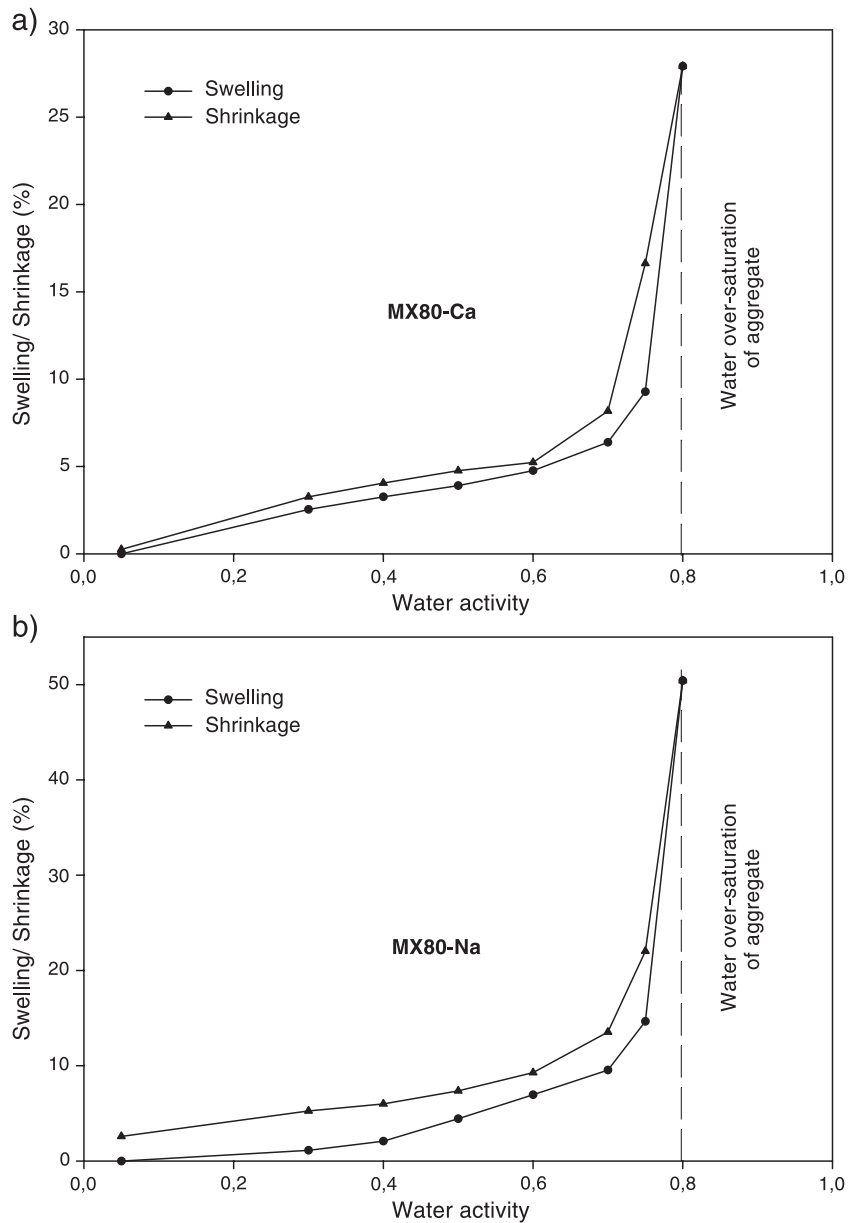 a)
30
25
20
15
10
5
0
Swelling/ Shrinkage (%)
Swelling
Shrinkage
MX80-Ca
Water over-saturation
of aggregate
0,0 0,2 0,4 0,6 0,8 1,0
Water activity
b)
50
40
30
20
10
0
Swelling/ Shrinkage (%)
Swelling
Shrinkage
MX80-Na
Water over-saturation
of aggregate
0,0 0,2 0,4 0,6 0,8 1,0
Water activity